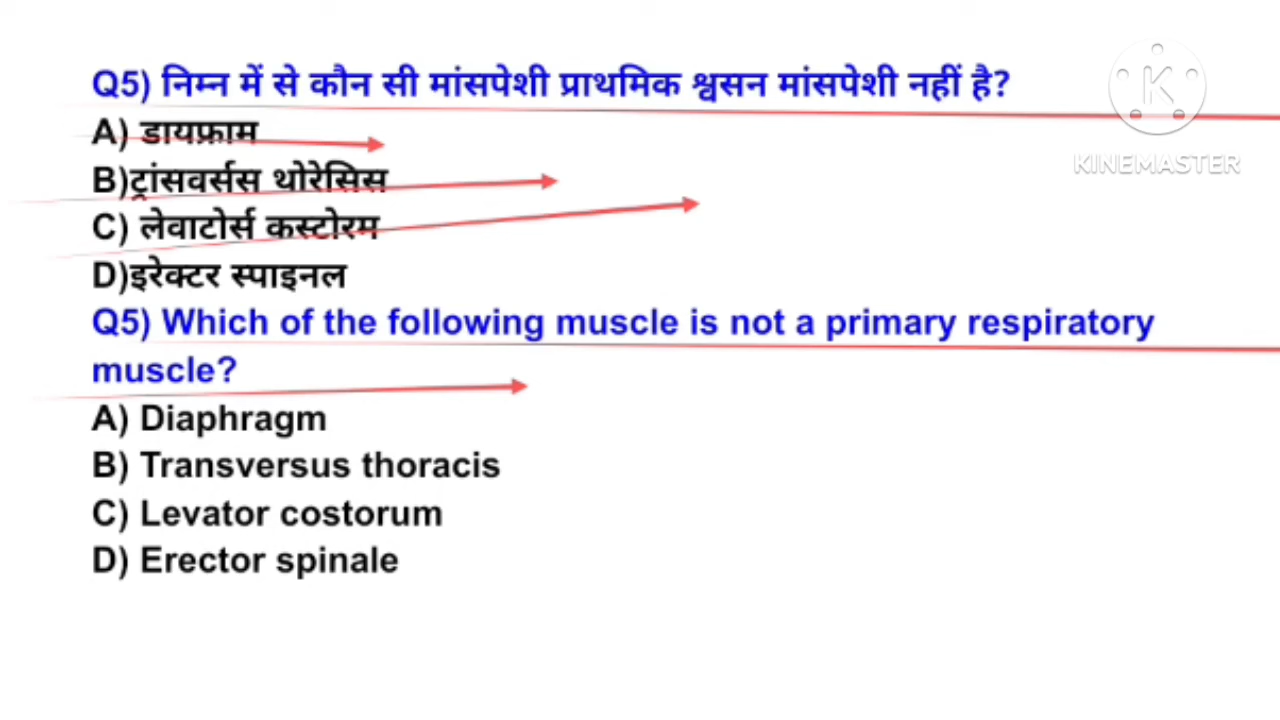 Q5) निम्न में से कौन सी मांसपेशी प्राथमिक श्वसन मांसपेशी नहीं है?
KINEMASTER
A) डायफ्राम
B)ट्रांसवर्सस थोरेसिस
C) लेवाटोर्स कस्टोरम
D)इरेक्टर स्पाइनल
Q5) Which of the following muscle is not a primary respiratory
muscle?
A) Diaphragm
B) Transversus thoracis
C) Levator costorum
D) Erector spinale